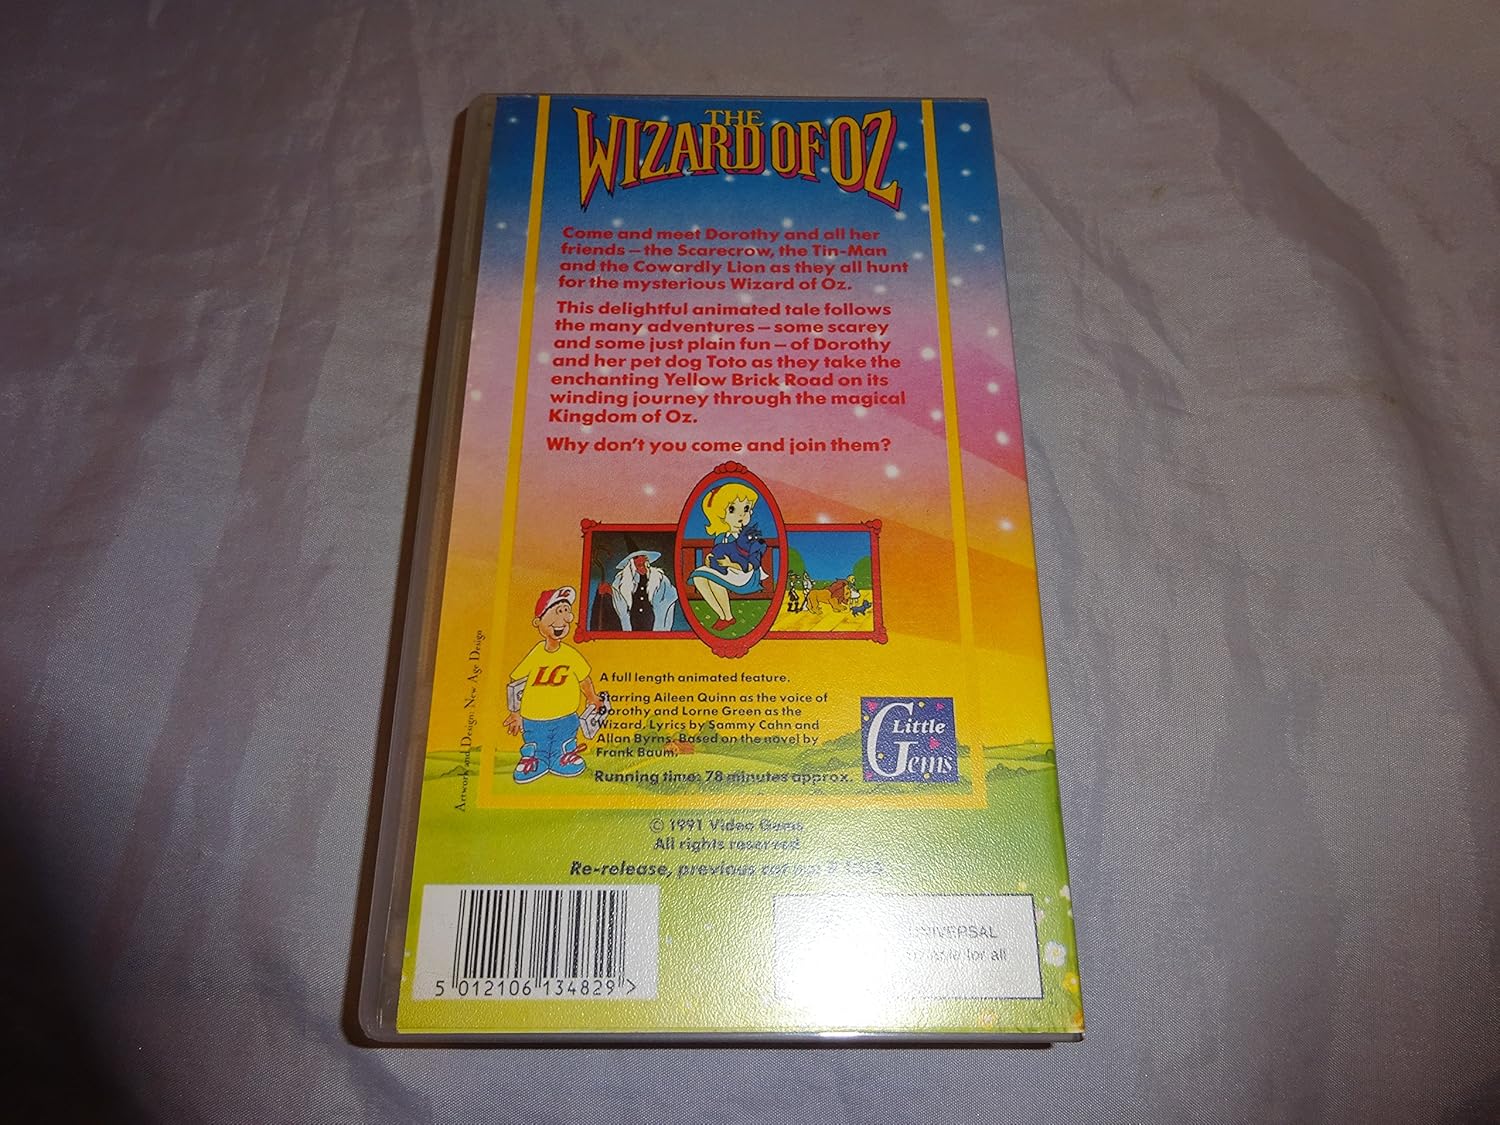 THE
WIZARD OF OZ
Come and meet Dorothy and all her
friends – the Scarecrow, the Tin-Man
and the Cowardly Lion as they all hunt
for the mysterious Wizard of Oz.
This delightful animated tale follows
the many adventures – some scarey
and some just plain fun – of Dorothy
and her pet dog Toto as they take the
enchanting Yellow Brick Road on its
winding journey through the magical
Kingdom of Oz.
Why don't you come and join them?
LG
LG
A full length animated feature.
Starring Aileen Quinn as the voice of
Dorothy and Lorne Green as the
Wizard. Lyrics by Sammy Cahn and
Allan Byrns. Based on the novel by
Frank Baum.
Running time: 78 minutes approx.
Little
Gems
Artwork and Design: New Age Design
© 1991 Video Gems
All rights reserved
Re-release, previous cat no:
UNIVERSAL
for all
5 012106 134829 >